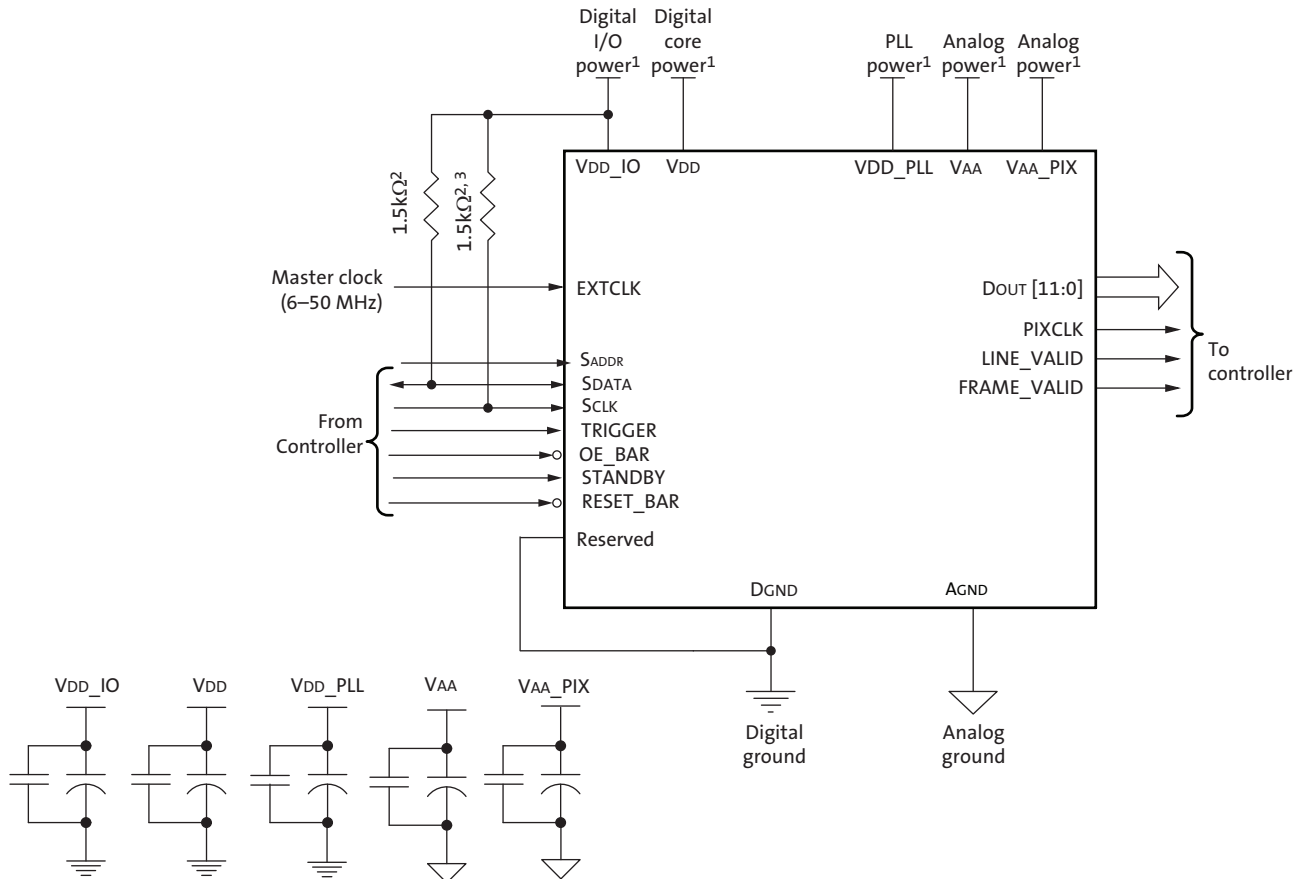 Digital
I/O
power¹
Digital
core
power¹
PLL
power¹
Analog
power¹
Analog
power¹
VDD_IO
VDD
VDD_PLL
VAA
VAA_PIX
1.5kΩ²
1.5kΩ²,³
Master clock
(6–50 MHz)
EXTCLK
SADDR
SDATA
SCLK
TRIGGER
OE_BAR
STANDBY
RESET_BAR
Reserved
From
Controller
DOUT [11:0]
PIXCLK
LINE_VALID
FRAME_VALID
To
controller
DGND
AGND
Digital
ground
Analog
ground
VDD_IO
VDD
VDD_PLL
VAA
VAA_PIX